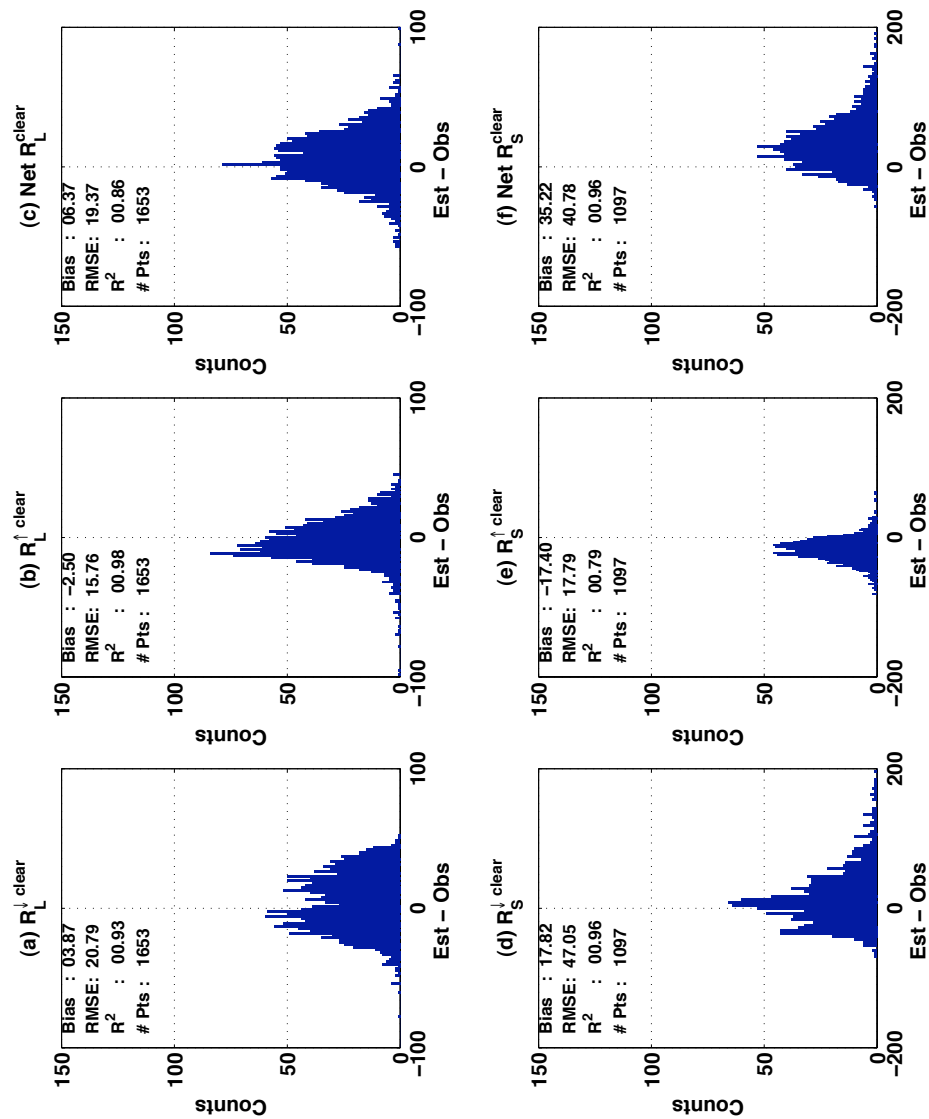 (a) R_L^↓ clear
Bias : 03.87
RMSE: 20.79
R^2 : 00.93
# Pts : 1653
150
100
50
0
Counts
−100
0
100
Est − Obs
(b) R_L^↑ clear
Bias : −2.50
RMSE: 15.76
R^2 : 00.98
# Pts : 1653
150
100
50
0
Counts
−100
0
100
Est − Obs
(c) Net R_L^clear
Bias : 06.37
RMSE: 19.37
R^2 : 00.86
# Pts : 1653
150
100
50
0
Counts
−100
0
100
Est − Obs
(d) R_S^↓ clear
Bias : 17.82
RMSE: 47.05
R^2 : 00.96
# Pts : 1097
150
100
50
0
Counts
−200
0
200
Est − Obs
(e) R_S^↑ clear
Bias : −17.40
RMSE: 17.79
R^2 : 00.79
# Pts : 1097
150
100
50
0
Counts
−200
0
200
Est − Obs
(f) Net R_S^clear
Bias : 35.22
RMSE: 40.78
R^2 : 00.96
# Pts : 1097
150
100
50
0
Counts
−200
0
200
Est − Obs